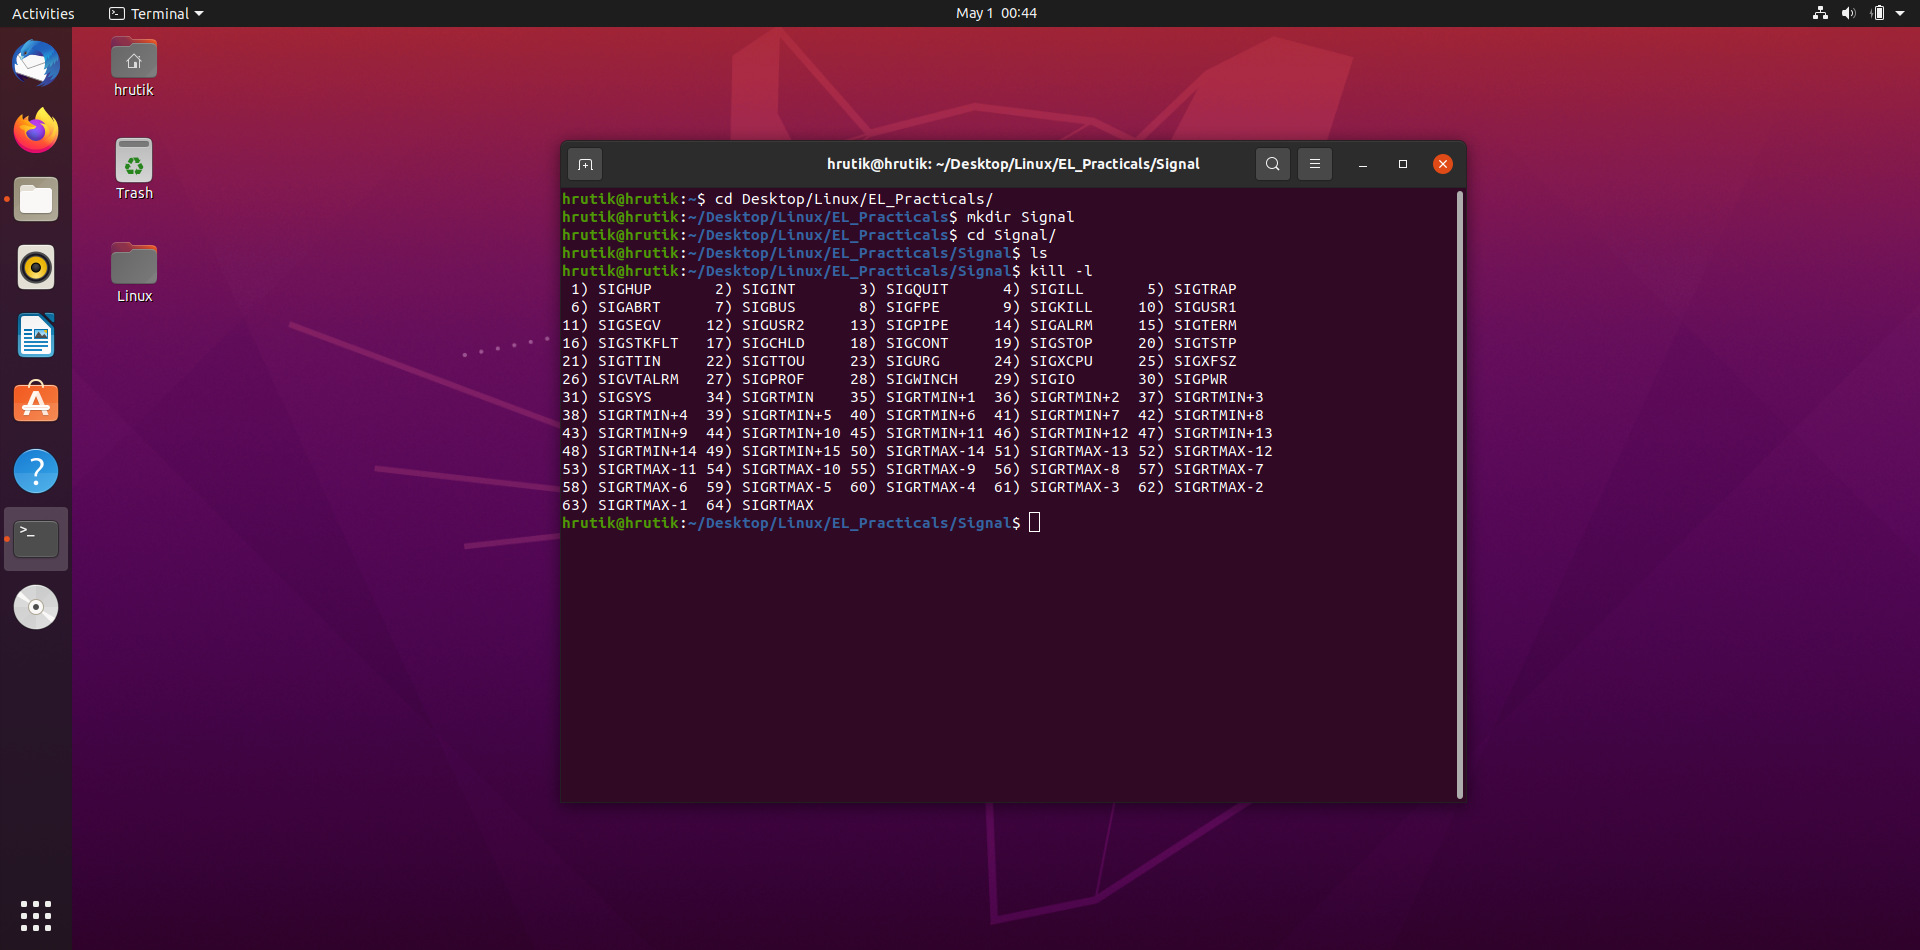 Activities Terminal May 1 00:44
hrutik
Trash
Linux
hrutik@hrutik: ~/Desktop/Linux/EL_Practicals/Signal
hrutik@hrutik:~$ cd Desktop/Linux/EL_Practicals/
hrutik@hrutik:~/Desktop/Linux/EL_Practicals$ mkdir Signal
hrutik@hrutik:~/Desktop/Linux/EL_Practicals$ cd Signal/
hrutik@hrutik:~/Desktop/Linux/EL_Practicals/Signal$ ls
hrutik@hrutik:~/Desktop/Linux/EL_Practicals/Signal$ kill -l
 1) SIGHUP       2) SIGINT       3) SIGQUIT      4) SIGILL       5) SIGTRAP
 6) SIGABRT      7) SIGBUS       8) SIGFPE       9) SIGKILL     10) SIGUSR1
11) SIGSEGV     12) SIGUSR2     13) SIGPIPE     14) SIGALRM     15) SIGTERM
16) SIGSTKFLT   17) SIGCHLD     18) SIGCONT     19) SIGSTOP     20) SIGTSTP
21) SIGTTIN     22) SIGTTOU     23) SIGURG      24) SIGXCPU     25) SIGXFSZ
26) SIGVTALRM   27) SIGPROF     28) SIGWINCH    29) SIGIO       30) SIGPWR
31) SIGSYS      34) SIGRTMIN    35) SIGRTMIN+1  36) SIGRTMIN+2  37) SIGRTMIN+3
38) SIGRTMIN+4  39) SIGRTMIN+5  40) SIGRTMIN+6  41) SIGRTMIN+7  42) SIGRTMIN+8
43) SIGRTMIN+9  44) SIGRTMIN+10 45) SIGRTMIN+11 46) SIGRTMIN+12 47) SIGRTMIN+13
48) SIGRTMIN+14 49) SIGRTMIN+15 50) SIGRTMAX-14 51) SIGRTMAX-13 52) SIGRTMAX-12
53) SIGRTMAX-11 54) SIGRTMAX-10 55) SIGRTMAX-9  56) SIGRTMAX-8  57) SIGRTMAX-7
58) SIGRTMAX-6  59) SIGRTMAX-5  60) SIGRTMAX-4  61) SIGRTMAX-3  62) SIGRTMAX-2
63) SIGRTMAX-1  64) SIGRTMAX
hrutik@hrutik:~/Desktop/Linux/EL_Practicals/Signal$